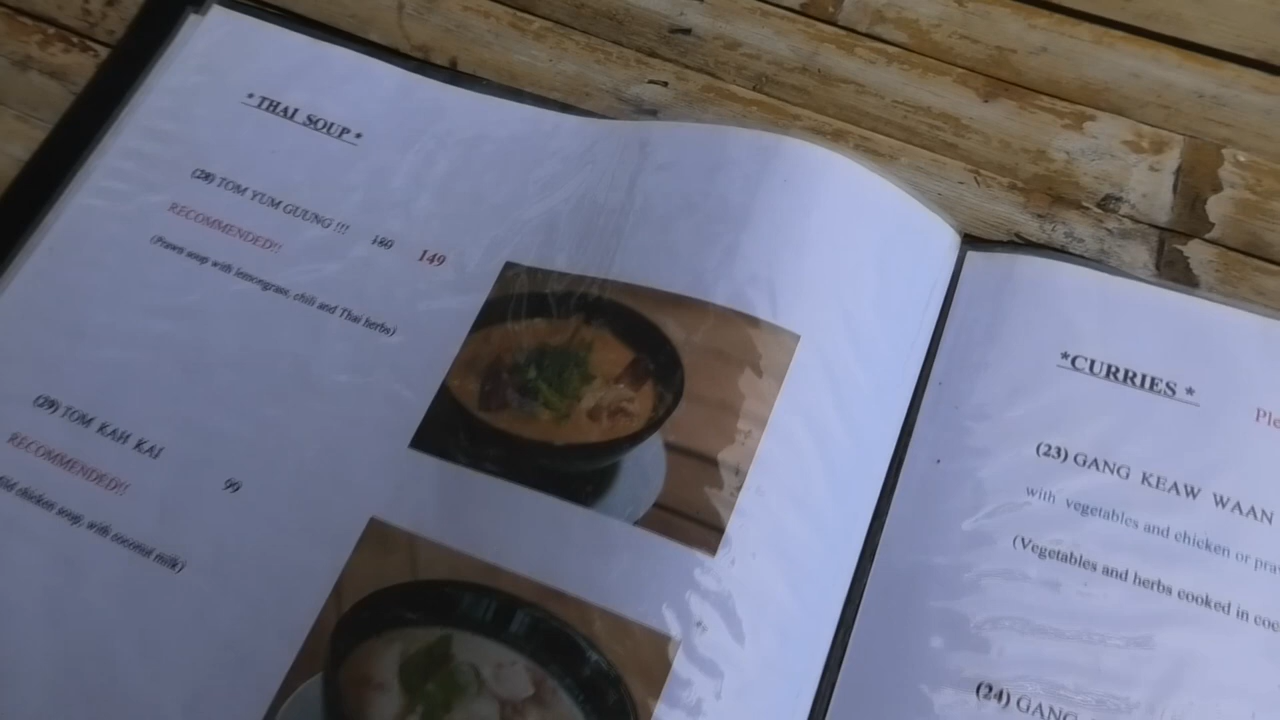 * THAI SOUP *
(28) TOM YUM GUUNG !!! 180 149
RECOMMENDED!!
(Prawn soup with lemongrass, chili and Thai herbs)
(29) TOM KAH KAI
RECOMMENDED!! 99
chicken soup, with coconut milk)
*CURRIES *
(23) GANG KEAW WAAN
with vegetables and chicken or
(Vegetables and herbs cooked in
(24) GANG